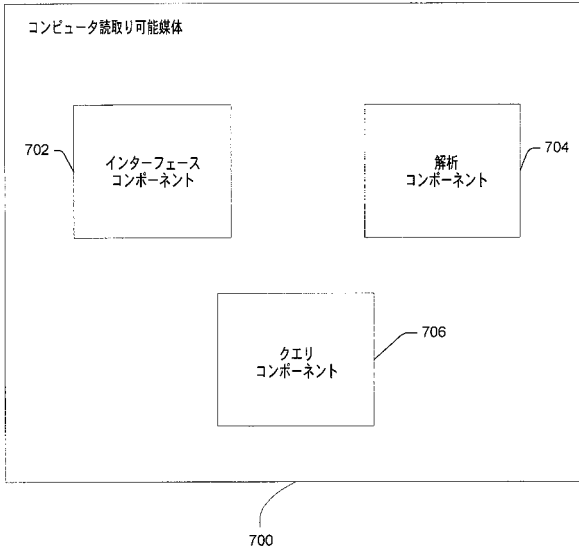 コンピュータ読取り可能媒体
702
インターフェース
コンポーネント
解析
コンポーネント
704
クエリ
コンポーネント
706
700